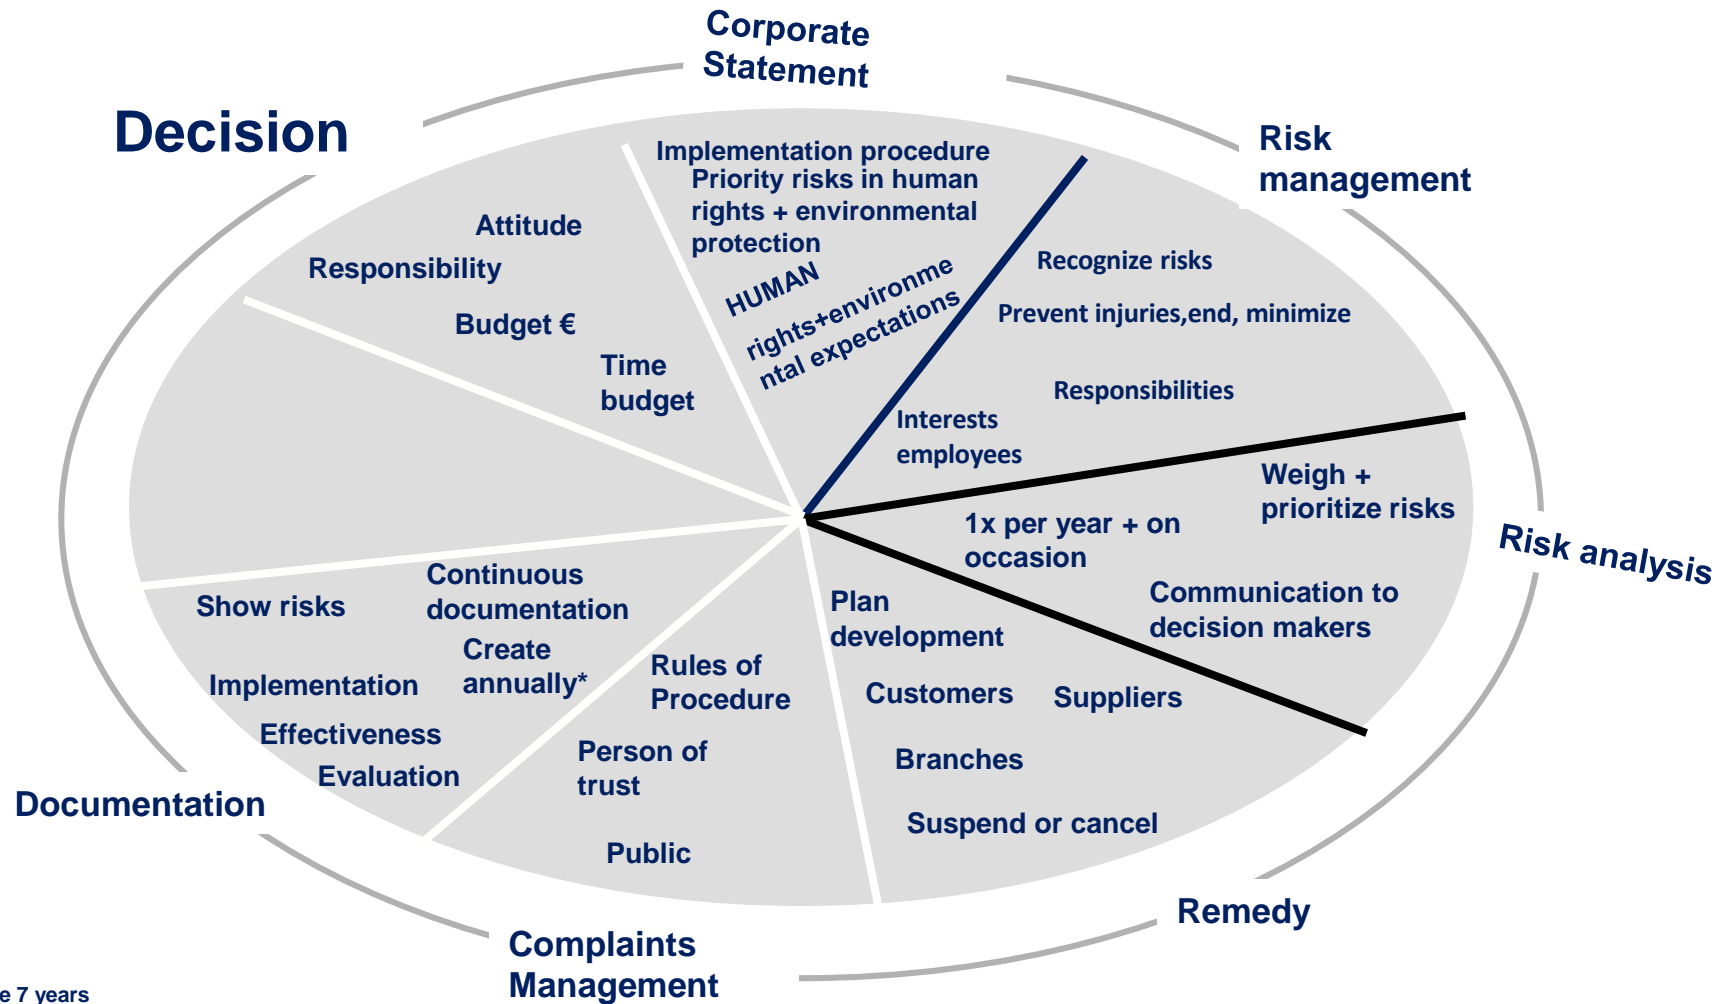 Corporate
Statement
Decision
Risk
management
Implementation procedure
Priority risks in human
rights + environmental
protection
HUMAN
rights+environme
ntal expectations
Attitude
Responsibility
Budget €
Time
budget
Recognize risks
Prevent injuries,end, minimize
Responsibilities
Interests
employees
Weigh +
prioritize risks
1x per year + on
occasion
Communication to
decision makers
Risk analysis
Plan
development
Customers
Suppliers
Branches
Suspend or cancel
Remedy
Rules of
Procedure
Person of
trust
Public
Complaints
Management
Continuous
documentation
Show risks
Create
annually*
Implementation
Effectiveness
Evaluation
Documentation
e 7 years